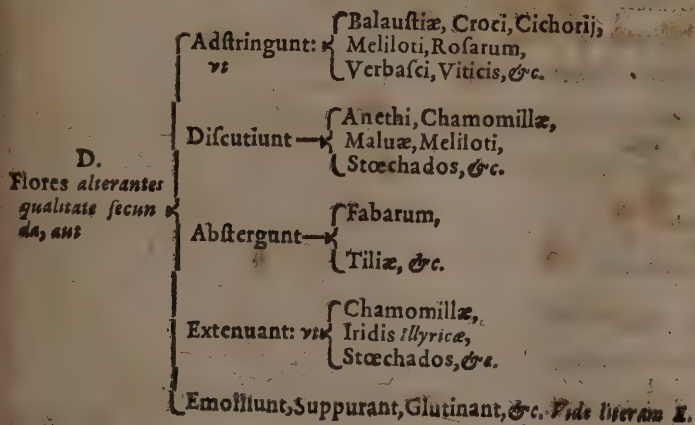 D.
Flores alterantes
qualitate secun
da, aut
Adſtringunt:
vt
Balauſtiæ, Croci, Cichorij,
Meliloti, Roſarum,
Verbaſci, Viticis, &c.
Diſcutiunt
Anethi, Chamomillæ,
Maluæ, Meliloti,
Stœchados, &c.
Abſtergunt
Fabarum,
Tiliæ, &c.
Extenuant: vt
Chamomillæ,
Iridis Illyricæ,
Stœchados, &c.
Emolliunt, Suppurant, Glutinant, &c. Vide literam E.